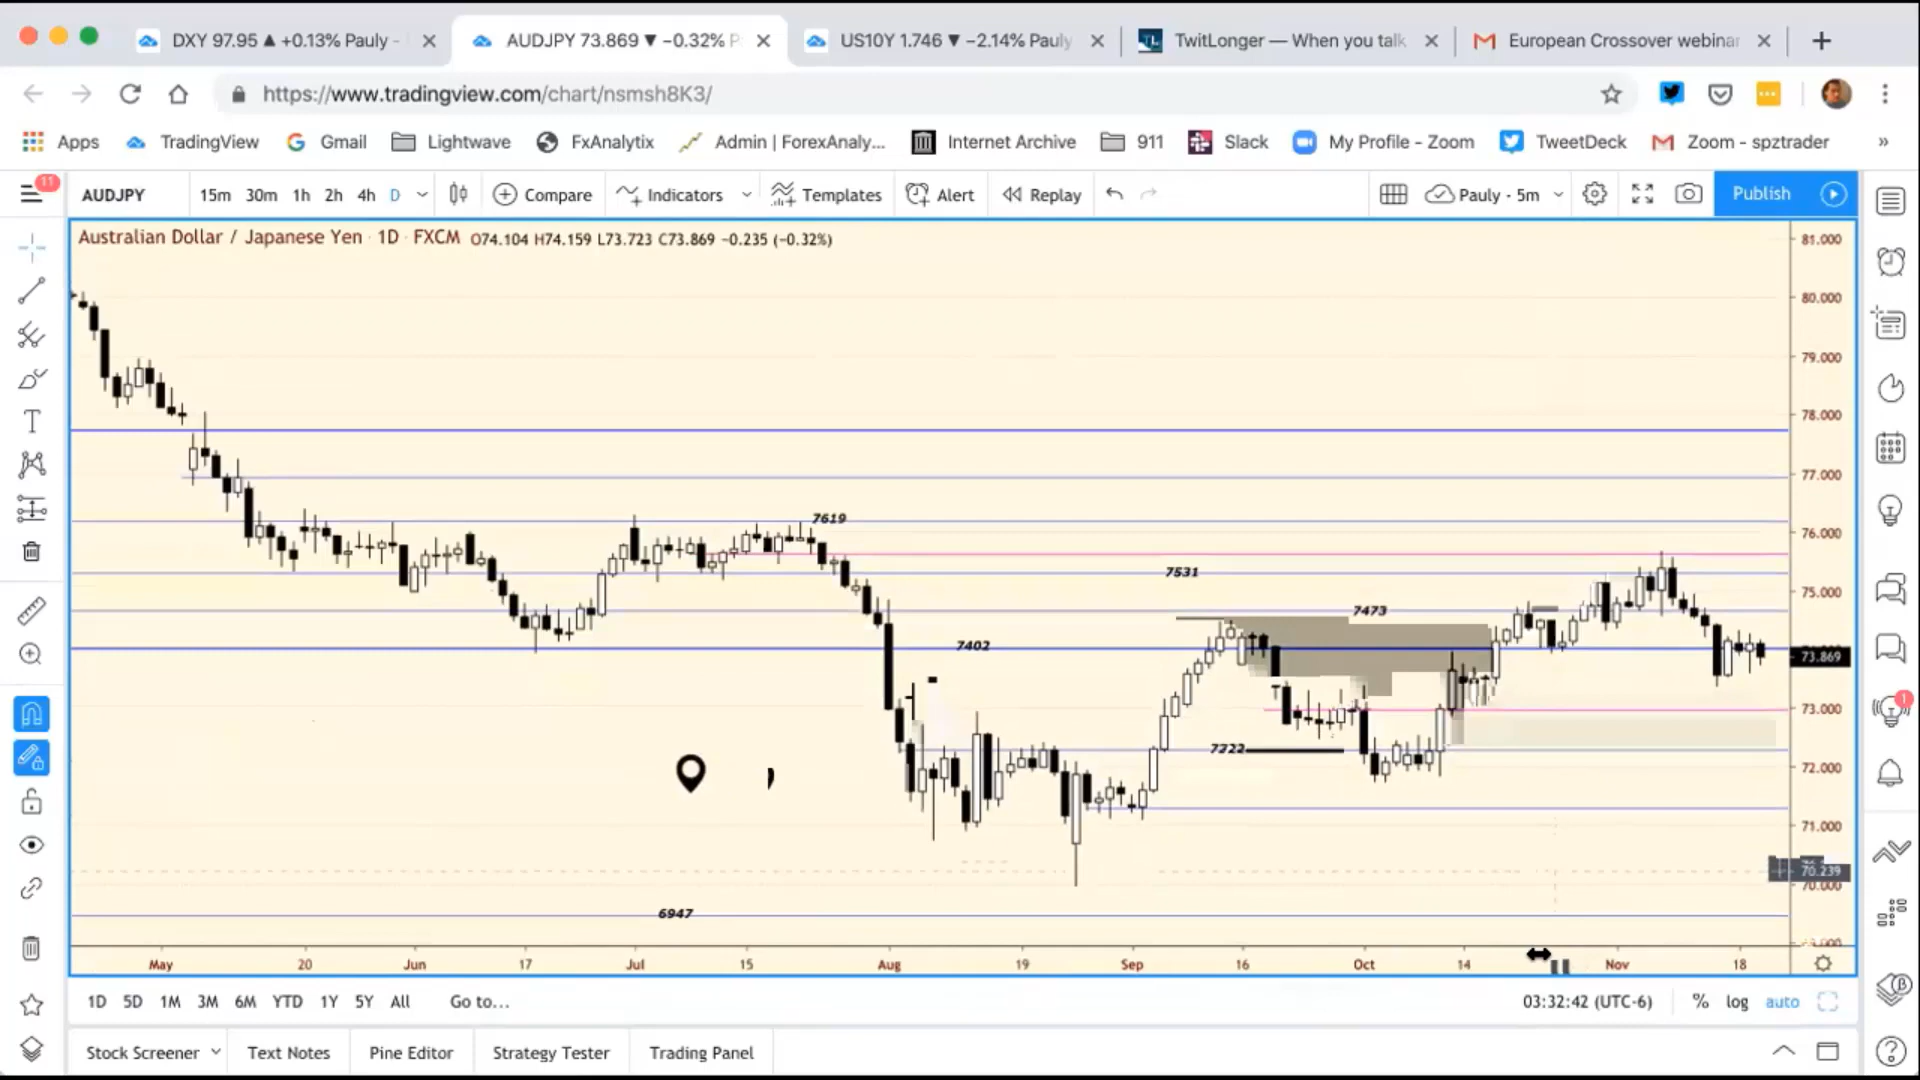 DXY 97.95 ▲ +0.13% Pauly -
AUDJPY 73.869 ▼ −0.32% P
US10Y 1.746 ▼ −2.14% Pauly
TwitLonger — When you talk
European Crossover webinar
https://www.tradingview.com/chart/nsmsh8K3/
Apps TradingView Gmail Lightwave FxAnalytix Admin | ForexAnaly... Internet Archive 911 Slack My Profile - Zoom TweetDeck Zoom - spztrader »
11 AUDJPY 15m 30m 1h 2h 4h D Compare Indicators Templates Alert Replay Pauly - 5m Publish
Australian Dollar / Japanese Yen · 1D · FXCM O74.104 H74.159 L73.723 C73.869 −0.235 (−0.32%)
81.000
80.000
79.000
78.000
77.000
7619
76.000
7531
75.000
7473
7402
73.869
73.000
7222
72.000
71.000
70.239
70.000
6947
May 20 Jun 17 Jul 15 Aug 19 Sep 16 Oct 14 Nov 18
1D 5D 1M 3M 6M YTD 1Y 5Y All Go to... 03:32:42 (UTC-6) % log auto
Stock Screener Text Notes Pine Editor Strategy Tester Trading Panel
1